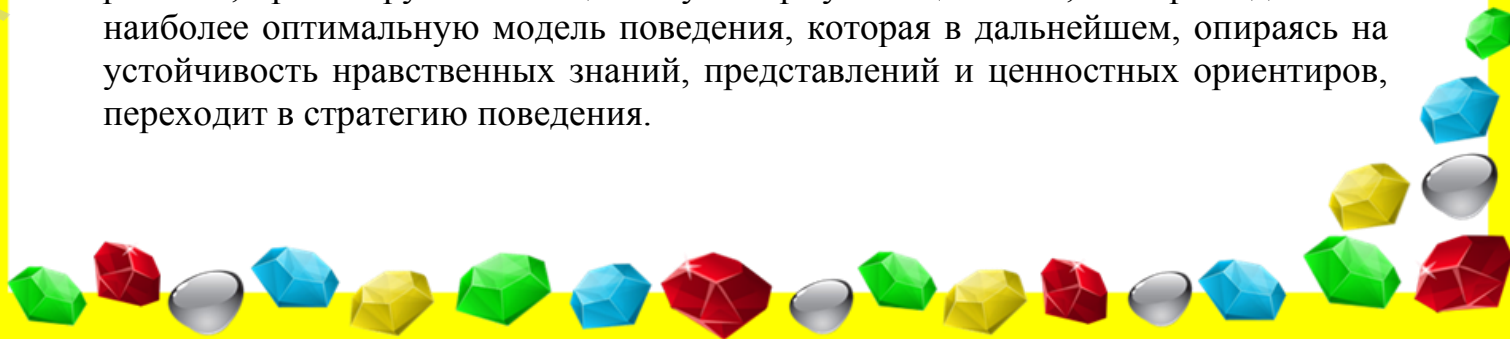 наиболее оптимальную модель поведения, которая в дальнейшем, опираясь на
устойчивость нравственных знаний, представлений и ценностных ориентиров,
переходит в стратегию поведения.